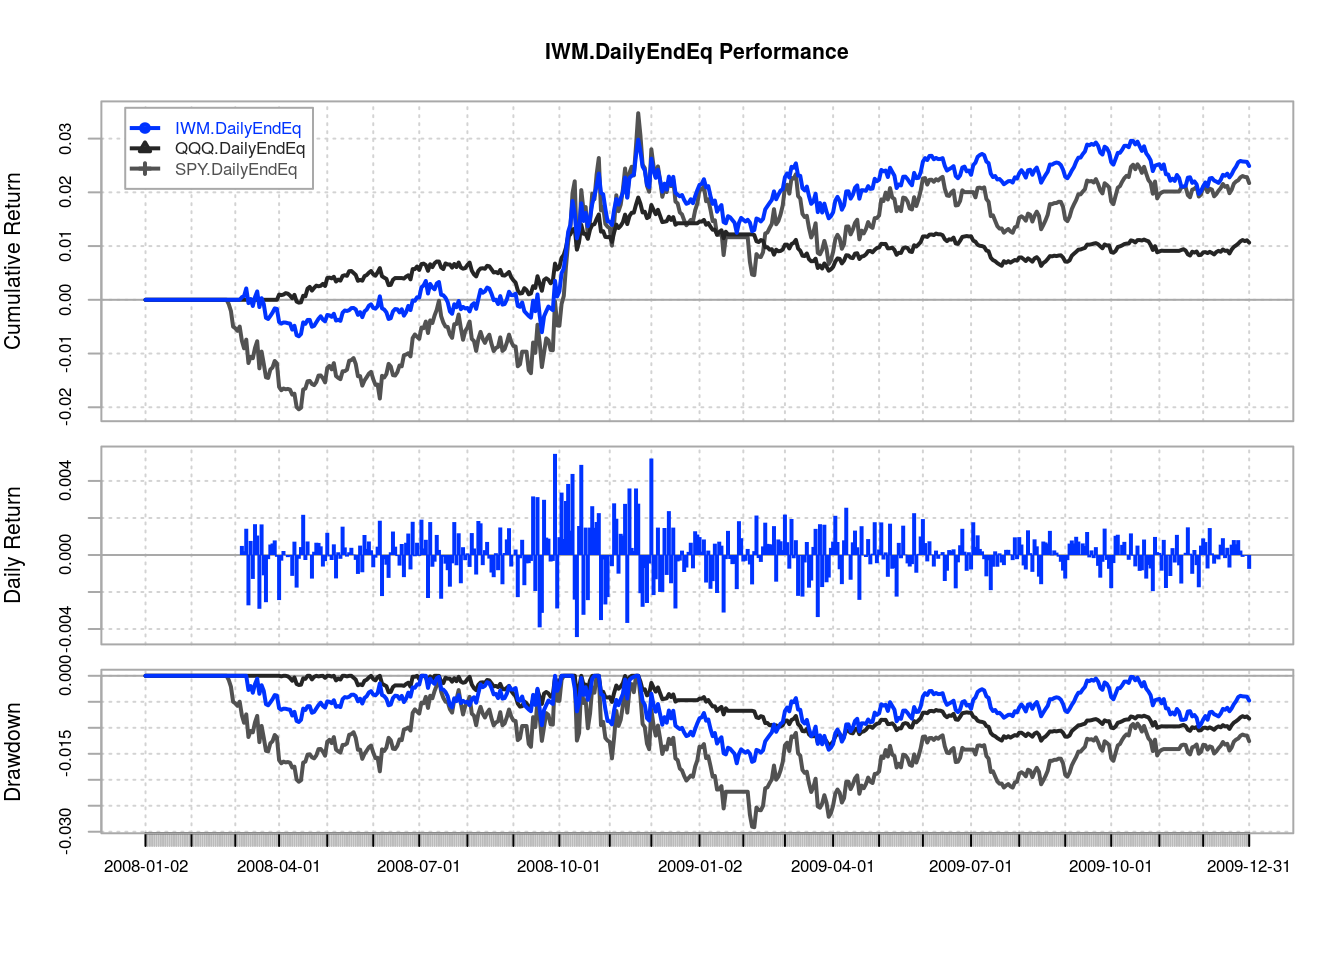 IWM.DailyEndEq Performance
Cumulative Return
0.03
0.02
0.01
0.00
-0.01
-0.02
IWM.DailyEndEq
QQQ.DailyEndEq
SPY.DailyEndEq
Daily Return
0.004
0.000
-0.004
Drawdown
0.000
-0.015
-0.030
2008-01-02 2008-04-01 2008-07-01 2008-10-01 2009-01-02 2009-04-01 2009-07-01 2009-10-01 2009-12-31